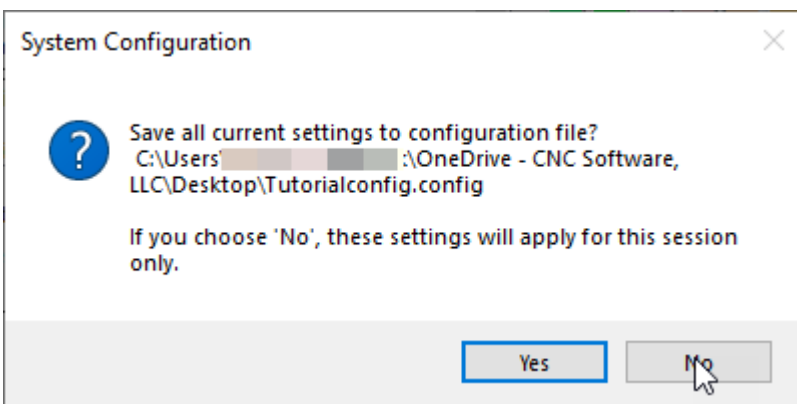 System Configuration
Save all current settings to configuration file?
C:\Users\ :\OneDrive - CNC Software,
LLC\Desktop\Tutorialconfig.config
If you choose 'No', these settings will apply for this session
only.
Yes
No